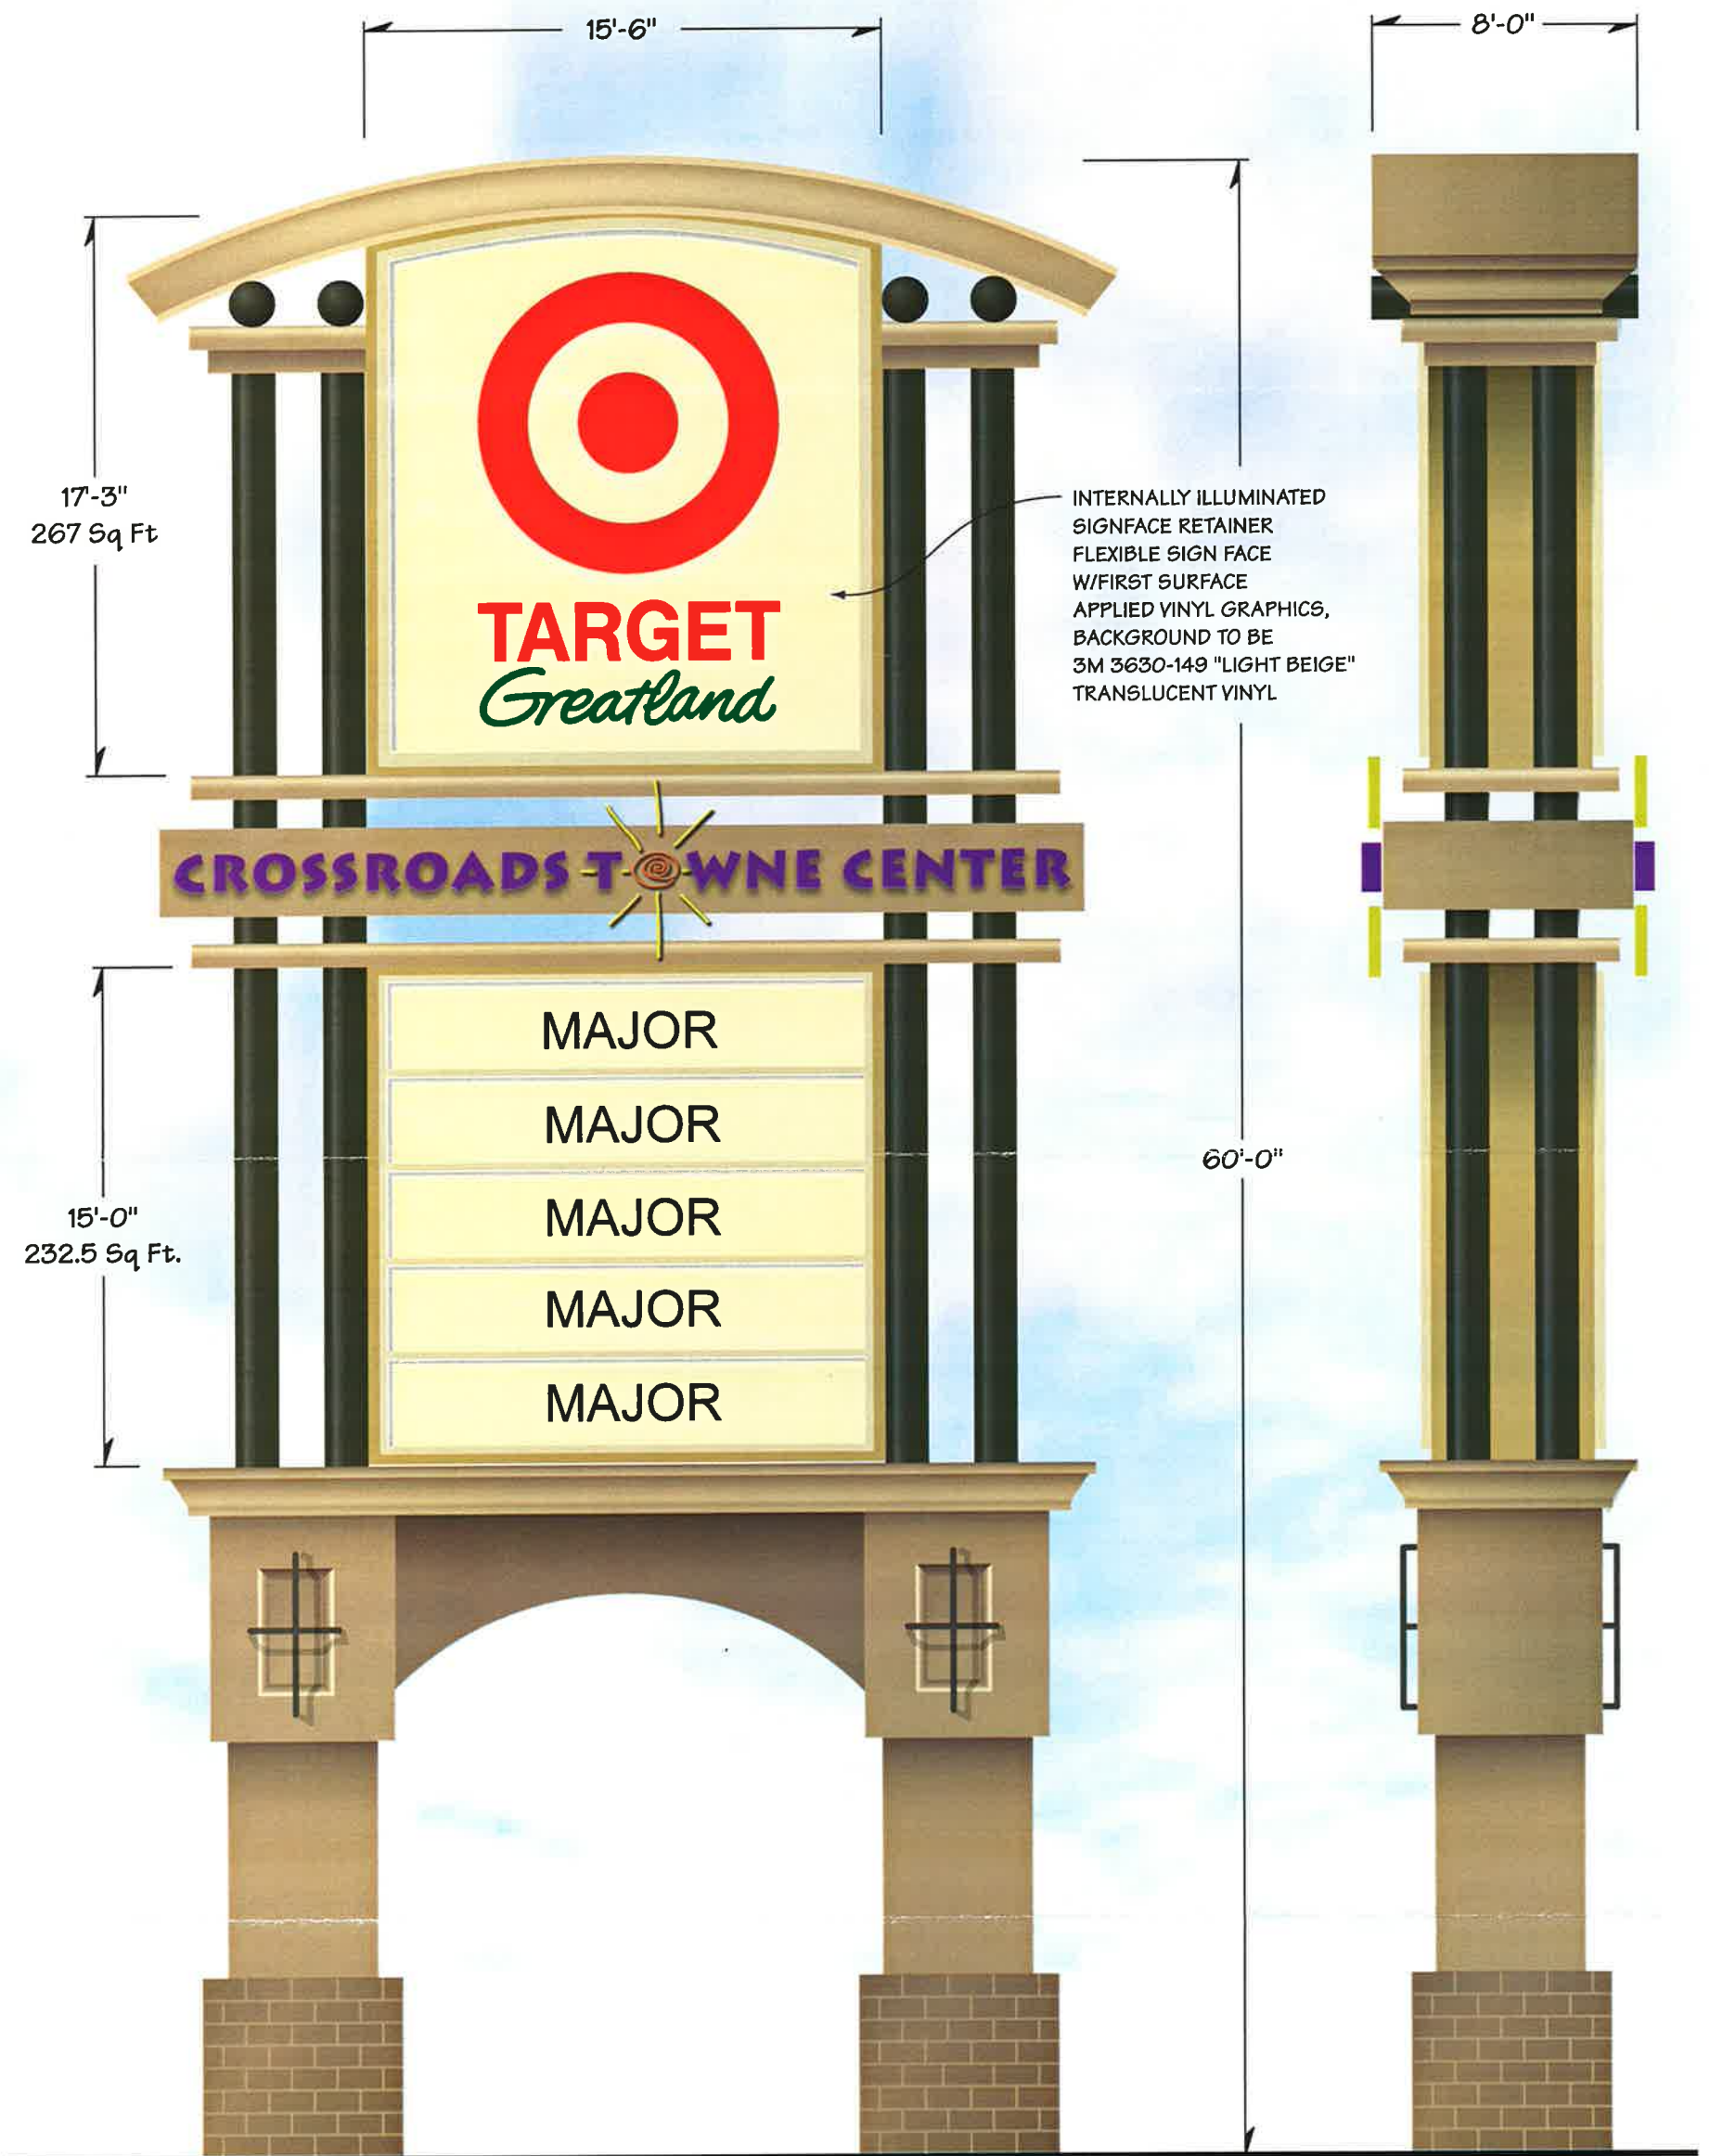 15'-6"
8'-0"
17'-3"
267 Sq Ft
TARGET
Greatland
INTERNALLY ILLUMINATED
SIGNFACE RETAINER
FLEXIBLE SIGN FACE
W/FIRST SURFACE
APPLIED VINYL GRAPHICS,
BACKGROUND TO BE
3M 3630-149 "LIGHT BEIGE"
TRANSLUCENT VINYL
CROSSROADS TOWNE CENTER
MAJOR
MAJOR
MAJOR
MAJOR
MAJOR
60'-0"
15'-0"
232.5 Sq Ft.